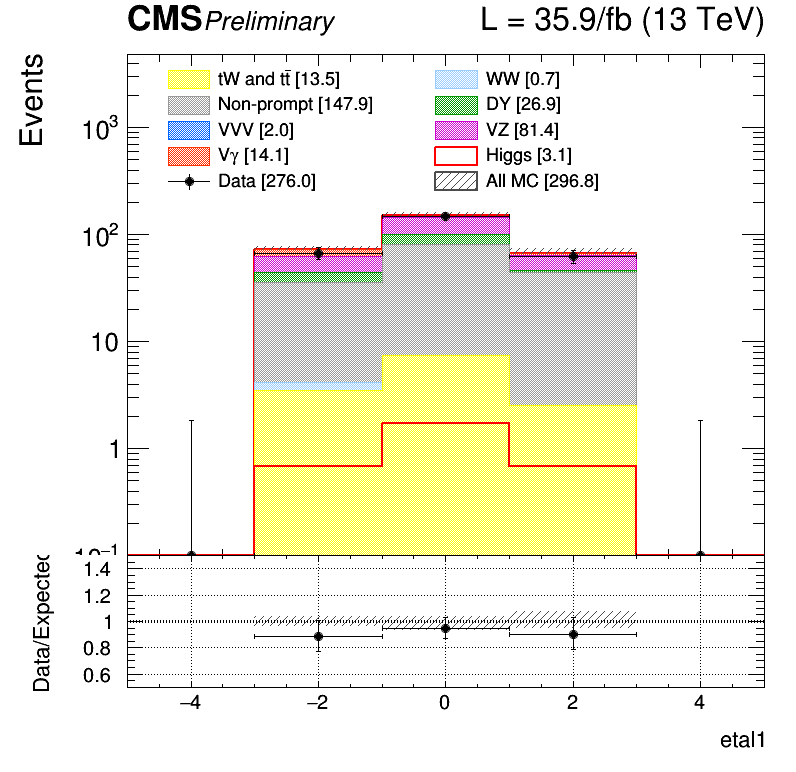 CMS Preliminary L = 35.9/fb (13 TeV)
Events
tW and tt̄ [13.5] WW [0.7]
Non-prompt [147.9] DY [26.9]
VVV [2.0] VZ [81.4]
Vγ [14.1] Higgs [3.1]
Data [276.0] All MC [296.8]
10³
10²
10
1
Data/Expected
1.4
1.2
1
0.8
0.6
−4 −2 0 2 4
etal1